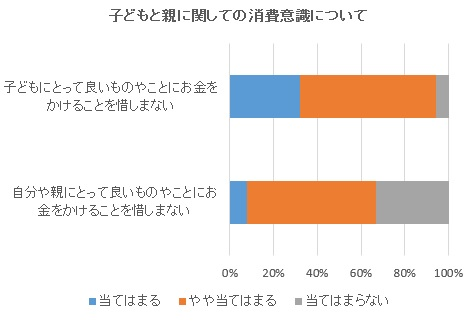 子どもと親に関しての消費意識について
子どもにとって良いものやことにお金を
かけることを惜しまない
自分や親にとって良いものやことにお
金をかけることを惜しまない
0% 20% 40% 60% 80% 100%
当てはまる やや当てはまる 当てはまらない